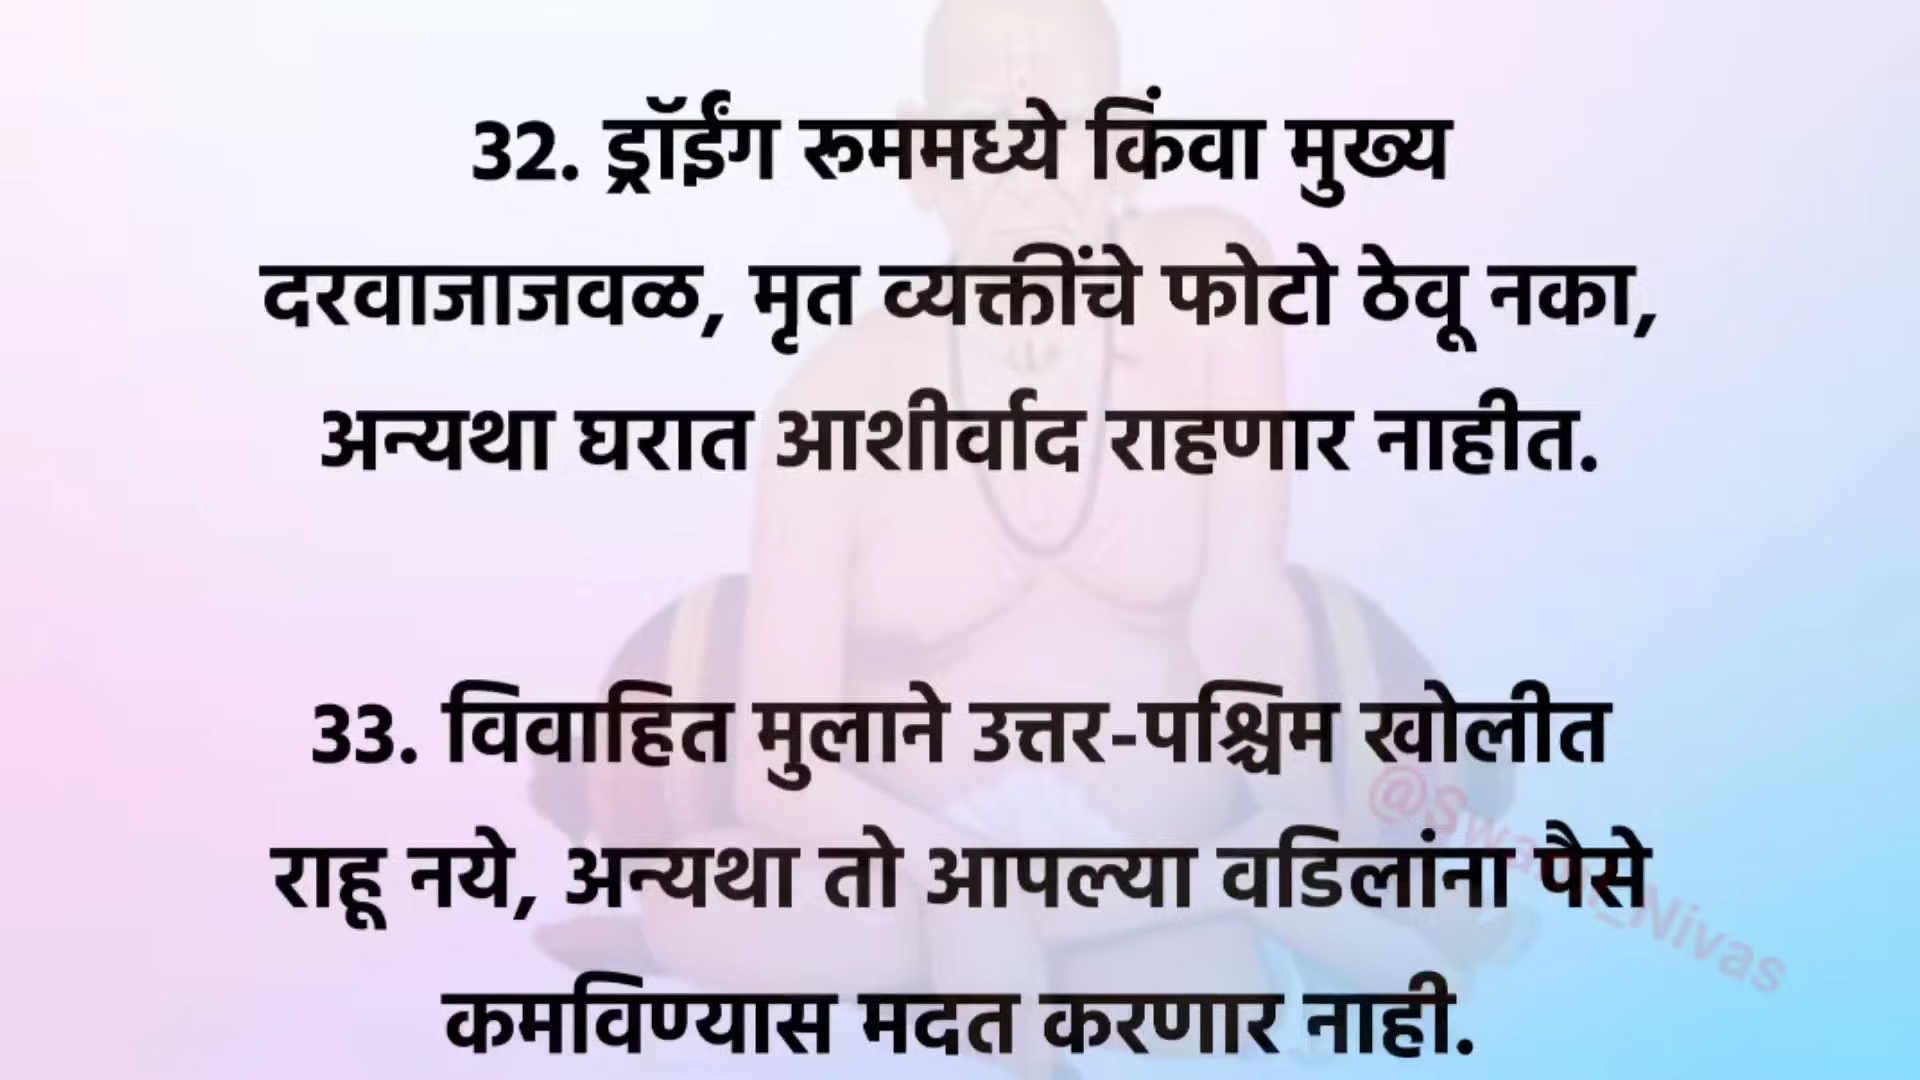 32. ड्रॉईंग रूममध्ये किंवा मुख्य
दरवाजाजवळ, मृत व्यक्तींचे फोटो ठेवू नका,
अन्यथा घरात आशीर्वाद राहणार नाहीत.
33. विवाहित मुलाने उत्तर-पश्चिम खोलीत
राहू नये, अन्यथा तो आपल्या वडिलांना पैसे
कमविण्यास मदत करणार नाही.
@Swami_Nivas